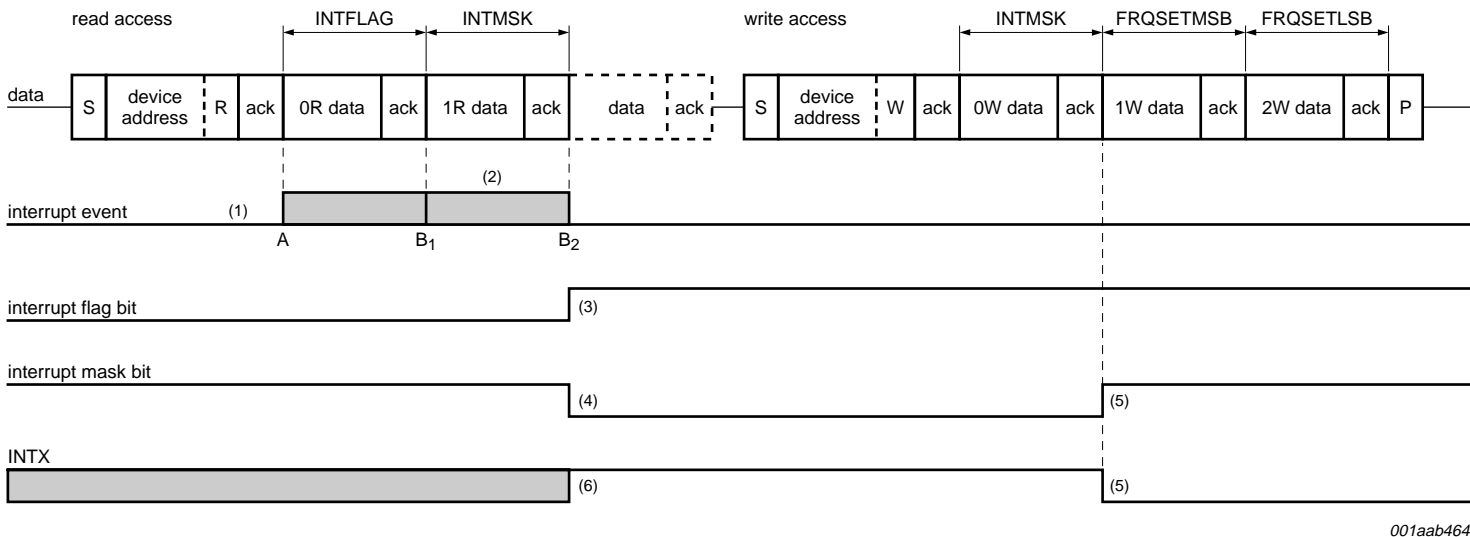 read access INTFLAG INTMSK write access INTMSK FRQSETMSB FRQSETLSB
data S device address R ack 0R data ack 1R data ack data ack S device address W ack 0W data ack 1W data ack 2W data ack P
(2)
interrupt event (1)
A B1 B2
interrupt flag bit (3)
interrupt mask bit
(4) (5)
INTX
(6) (5)
001aab464